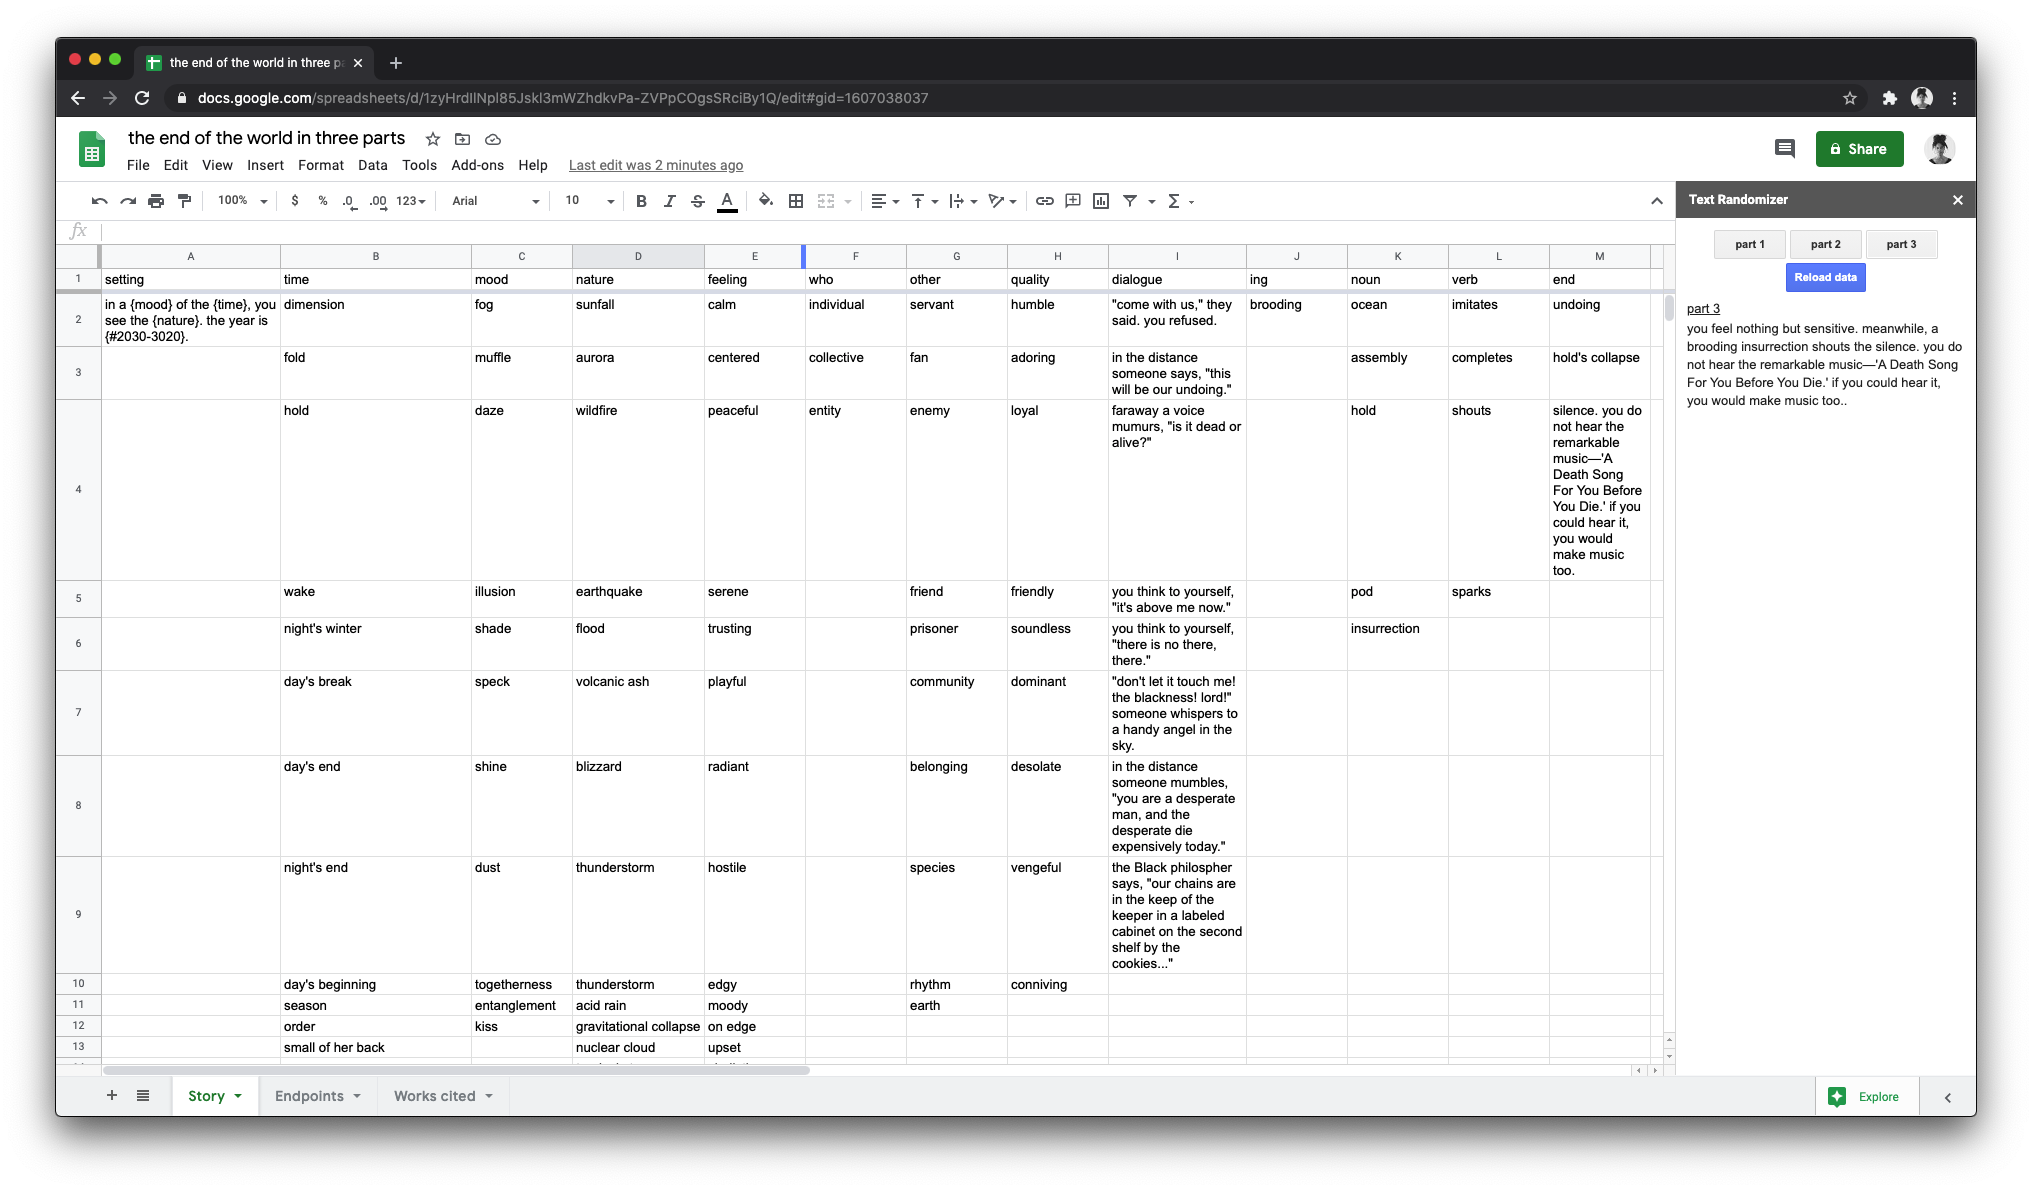 the end of the world in three pa
docs.google.com/spreadsheets/d/1zyHrdIlNpl85Jskl3mWZhdkvPa-ZVPpCOgsSRciBy1Q/edit#gid=1607038037
the end of the world in three parts
File Edit View Insert Format Data Tools Add-ons Help Last edit was 2 minutes ago
Share
100% $ % .0 .00 123 Arial 10 B I S A
fx
A B C D E F G H I J K L M
1 setting time mood nature feeling who other quality dialogue ing noun verb end
2
in a {mood} of the {time}, you
see the {nature}. the year is
{#2030-3020}.
dimension fog sunfall calm individual servant humble
"come with us," they
said. you refused.
brooding ocean imitates undoing
3
fold muffle aurora centered collective fan adoring
in the distance
someone says, "this
will be our undoing."
assembly completes hold's collapse
4
hold daze wildfire peaceful entity enemy loyal
faraway a voice
mumurs, "is it dead or
alive?"
hold shouts
silence. you do
not hear the
remarkable
music—'A
Death Song
For You Before
You Die.' if you
could hear it,
you would
make music
too.
5
wake illusion earthquake serene friend friendly
you think to yourself,
"it's above me now."
pod sparks
6
night's winter shade flood trusting prisoner soundless
you think to yourself,
"there is no there,
there."
insurrection
7
day's break speck volcanic ash playful community dominant
"don't let it touch me!
the blackness! lord!"
someone whispers to
a handy angel in the
sky.
8
day's end shine blizzard radiant belonging desolate
in the distance
someone mumbles,
"you are a desperate
man, and the
desperate die
expensively today."
9
night's end dust thunderstorm hostile species vengeful
the Black philospher
says, "our chains are
in the keep of the
keeper in a labeled
cabinet on the second
shelf by the
cookies..."
10 day's beginning togetherness thunderstorm edgy rhythm conniving
11 season entanglement acid rain moody earth
12 order kiss gravitational collapse on edge
13 small of her back nuclear cloud upset
Text Randomizer
part 1 part 2 part 3
Reload data
part 3
you feel nothing but sensitive. meanwhile, a
brooding insurrection shouts the silence. you do
not hear the remarkable music—'A Death Song
For You Before You Die.' if you could hear it,
you would make music too..
Story Endpoints Works cited
Explore